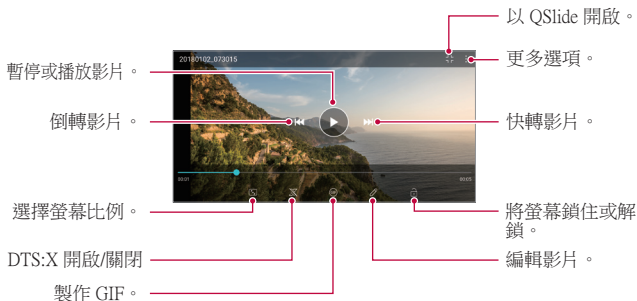 以 QSlide 開啟。
更多選項。
20180102_073015
暫停或播放影片。
倒轉影片。
快轉影片。
00:01
00:05
選擇螢幕比例。
將螢幕鎖住或解
鎖。
DTS:X 開啟/關閉
編輯影片。
製作 GIF。